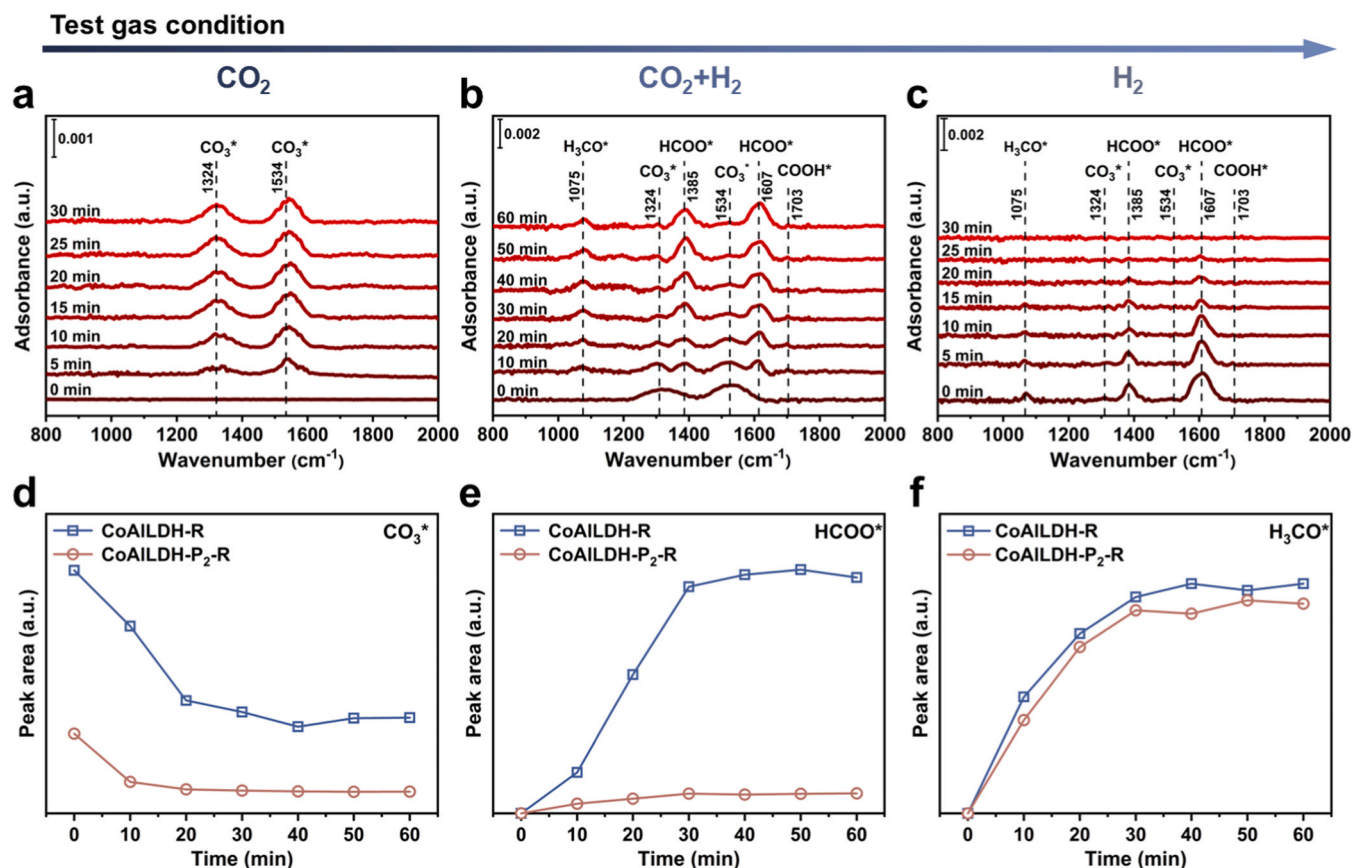 Test gas condition
CO₂
CO₂+H₂
H₂
a
0.001
CO₃*
CO₃*
1324
1534
30 min
25 min
20 min
15 min
10 min
5 min
0 min
Adsorbance (a.u.)
800 1000 1200 1400 1600 1800 2000
Wavenumber (cm⁻¹)
b
0.002
H₃CO*
HCOO*
HCOO*
CO₃*
CO₃*
COOH*
1075
1324
1385
1534
1607
1703
60 min
50 min
40 min
30 min
20 min
10 min
0 min
Adsorbance (a.u.)
800 1000 1200 1400 1600 1800 2000
Wavenumber (cm⁻¹)
c
0.002
H₃CO*
HCOO*
HCOO*
CO₃*
CO₃*
COOH*
1075
1324
1385
1534
1607
1703
30 min
25 min
20 min
15 min
10 min
5 min
0 min
Adsorbance (a.u.)
800 1000 1200 1400 1600 1800 2000
Wavenumber (cm⁻¹)
d
CoAlLDH-R
CoAlLDH-P₂-R
CO₃*
Peak area (a.u.)
0 10 20 30 40 50 60
Time (min)
e
CoAlLDH-R
CoAlLDH-P₂-R
HCOO*
Peak area (a.u.)
0 10 20 30 40 50 60
Time (min)
f
CoAlLDH-R
CoAlLDH-P₂-R
H₃CO*
Peak area (a.u.)
0 10 20 30 40 50 60
Time (min)